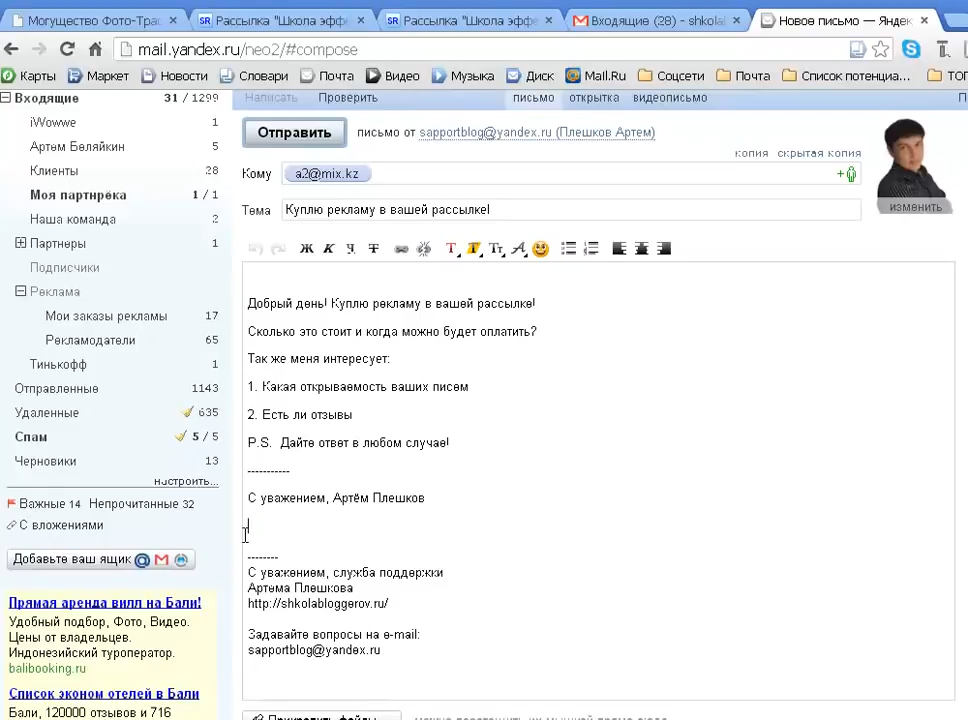 Могущество Фото-Трас
Рассылка "Школа эффе
Рассылка "Школа эффе
Входящие (28) - shkola
Новое письмо — Яндек
mail.yandex.ru/neo2/#compose
Карты Маркет Новости Словари Почта Видео Музыка Диск Mail.Ru Соцсети Почта Список потенциа... ТОП
Входящие 31 / 1299
iWowwe 1
Артем Беляйкин 5
Клиенты 28
Моя партнрёка 1 / 1
Наша команда 2
Партнеры 1
Подписчики
Реклама
Мои заказы рекламы 17
Рекламодатели 65
Тинькофф 1
Отправленные 1143
Удаленные 635
Спам 5 / 5
Черновики 13
настроить...
Важные 14 Непрочитанные 32
С вложениями
Добавьте ваш ящик
Прямая аренда вилл на Бали!
Удобный подбор, Фото, Видео.
Цены от владельцев.
Индонезийский туроператор.
balibooking.ru
Список эконом отелей в Бали
Бали, 120000 отзывов и 716
Написать Проверить письмо открытка видеописьмо П
Отправить письмо от sapportblog@yandex.ru (Плешков Артем)
копия скрытая копия
Кому a2@mix.kz
изменить
Тема Куплю рекламу в вашей рассылке!
Ж К Ч Т
Добрый день! Куплю рекламу в вашей рассылке!
Сколько это стоит и когда можно будет оплатить?
Так же меня интересует:
1. Какая открываемость ваших писем
2. Есть ли отзывы
P.S. Дайте ответ в любом случае!
-----------
С уважением, Артём Плешков
--------
С уважением, служба поддержки
Артема Плешкова
http://shkolabloggerov.ru/
Задавайте вопросы на e-mail:
sapportblog@yandex.ru